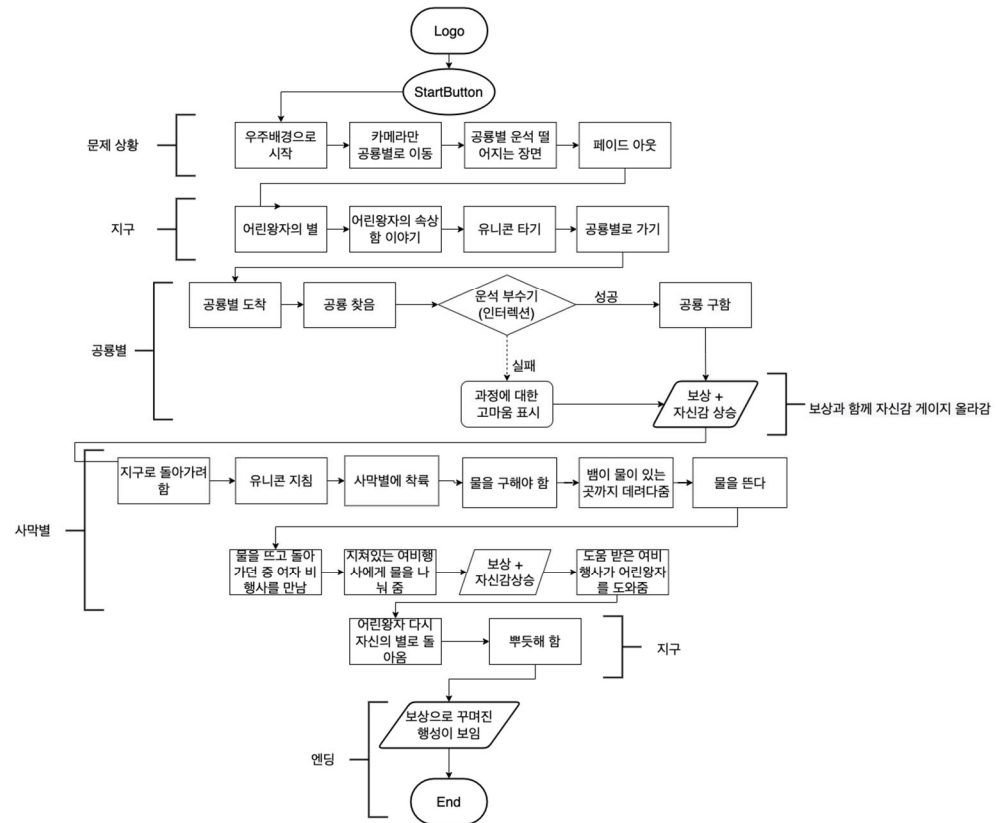 Logo
StartButton
문제 상황
우주배경으로
시작
카메라만
공룡별로 이동
공룡별 운석 떨
어지는 장면
페이드 아웃
지구
어린왕자의 별
어린왕자의 속상
함 이야기
유니콘 타기
공룡별로 가기
공룡별
공룡별 도착
공룡 찾음
운석 부수기
(인터렉션)
성공
공룡 구함
실패
과정에 대한
고마움 표시
보상 +
자신감 상승
보상과 함께 자신감 게이지 올라감
사막별
지구로 돌아가려
함
유니콘 지침
사막별에 착륙
물을 구해야 함
뱀이 물이 있는
곳까지 데려다줌
물을 뜬다
물을 뜨고 돌아
가던 중 여자 비
행사를 만남
지쳐있는 여비행
사에게 물을 나
눠 줌
보상 +
자신감상승
도움 받은 여비
행사가 어린왕자
를 도와줌
어린왕자 다시
자신의 별로 돌
아옴
뿌듯해 함
지구
엔딩
보상으로 꾸며진
행성이 보임
End